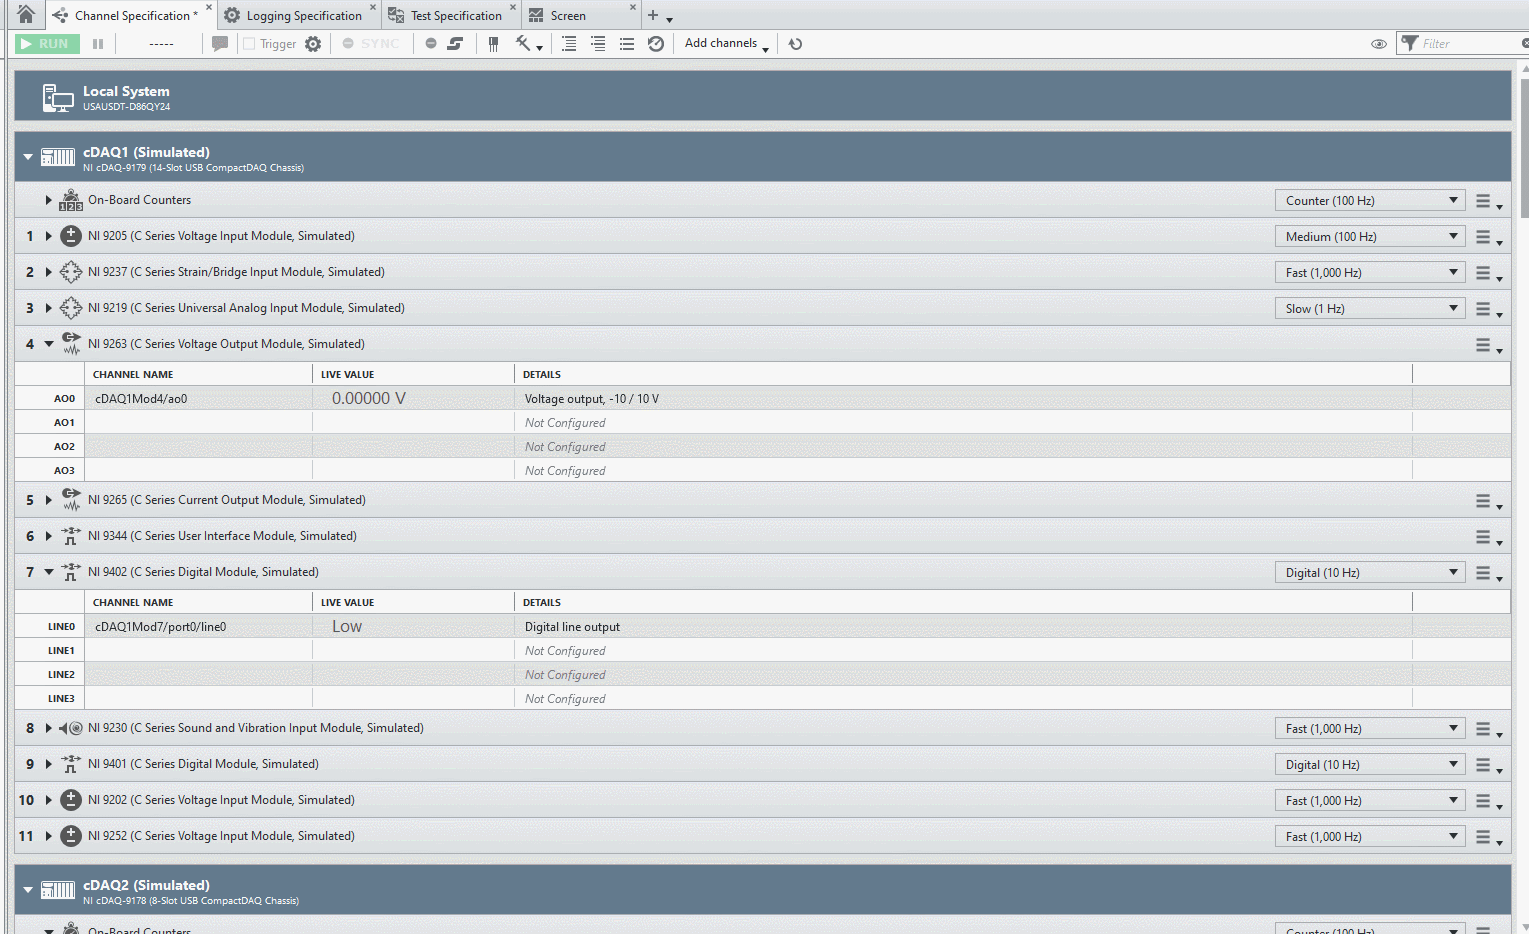 Channel Specification *
Logging Specification
Test Specification
Screen
RUN
-----
Trigger
SYNC
Add channels
Filter
Local System
USAUSDT-D86QY24
cDAQ1 (Simulated)
NI cDAQ-9179 (14-Slot USB CompactDAQ Chassis)
123 On-Board Counters Counter (100 Hz)
1 NI 9205 (C Series Voltage Input Module, Simulated) Medium (100 Hz)
2 NI 9237 (C Series Strain/Bridge Input Module, Simulated) Fast (1,000 Hz)
3 NI 9219 (C Series Universal Analog Input Module, Simulated) Slow (1 Hz)
4 NI 9263 (C Series Voltage Output Module, Simulated)
CHANNEL NAME LIVE VALUE DETAILS
AO0 cDAQ1Mod4/ao0 0.00000 V Voltage output, -10 / 10 V
AO1 Not Configured
AO2 Not Configured
AO3 Not Configured
5 NI 9265 (C Series Current Output Module, Simulated)
6 NI 9344 (C Series User Interface Module, Simulated)
7 NI 9402 (C Series Digital Module, Simulated) Digital (10 Hz)
CHANNEL NAME LIVE VALUE DETAILS
LINE0 cDAQ1Mod7/port0/line0 Low Digital line output
LINE1 Not Configured
LINE2 Not Configured
LINE3 Not Configured
8 NI 9230 (C Series Sound and Vibration Input Module, Simulated) Fast (1,000 Hz)
9 NI 9401 (C Series Digital Module, Simulated) Digital (10 Hz)
10 NI 9202 (C Series Voltage Input Module, Simulated) Fast (1,000 Hz)
11 NI 9252 (C Series Voltage Input Module, Simulated) Fast (1,000 Hz)
cDAQ2 (Simulated)
NI cDAQ-9178 (8-Slot USB CompactDAQ Chassis)
On-Board Counters Counter (100 Hz)